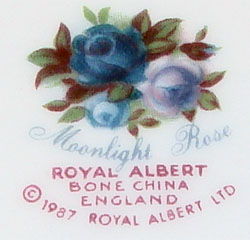 Moonlight Rose
ROYAL ALBERT
BONE CHINA
ENGLAND
© 1987 ROYAL ALBERT LTD